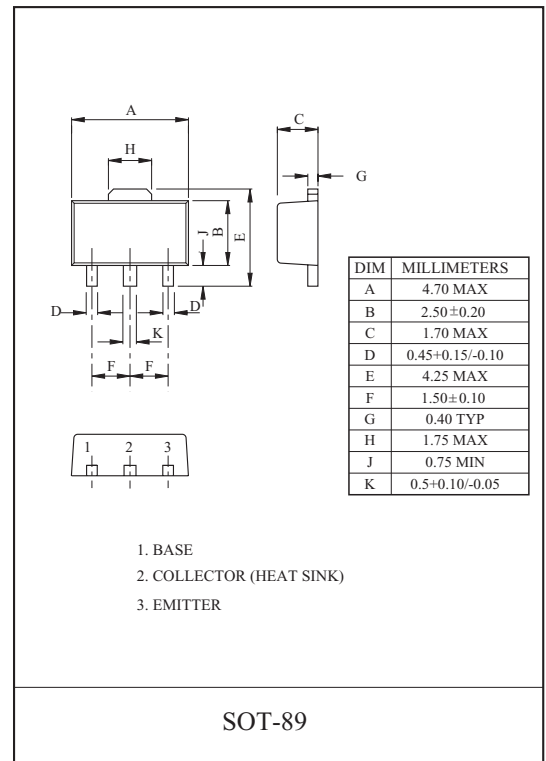 A
H
C
G
J
B
E
D
D
K
F
F
DIM MILLIMETERS
A 4.70 MAX
B 2.50±0.20
C 1.70 MAX
D 0.45+0.15/-0.10
E 4.25 MAX
F 1.50±0.10
G 0.40 TYP
H 1.75 MAX
J 0.75 MIN
K 0.5+0.10/-0.05
1 2 3
1. BASE
2. COLLECTOR (HEAT SINK)
3. EMITTER
SOT-89